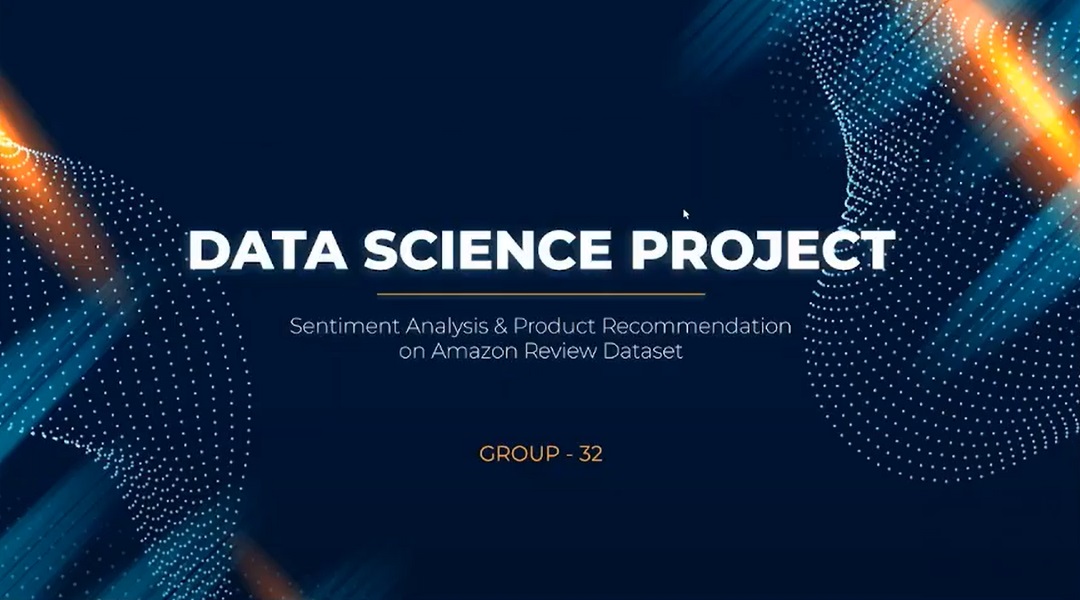 DATA SCIENCE PROJECT
Sentiment Analysis & Product Recommendation
on Amazon Review Dataset
GROUP - 32